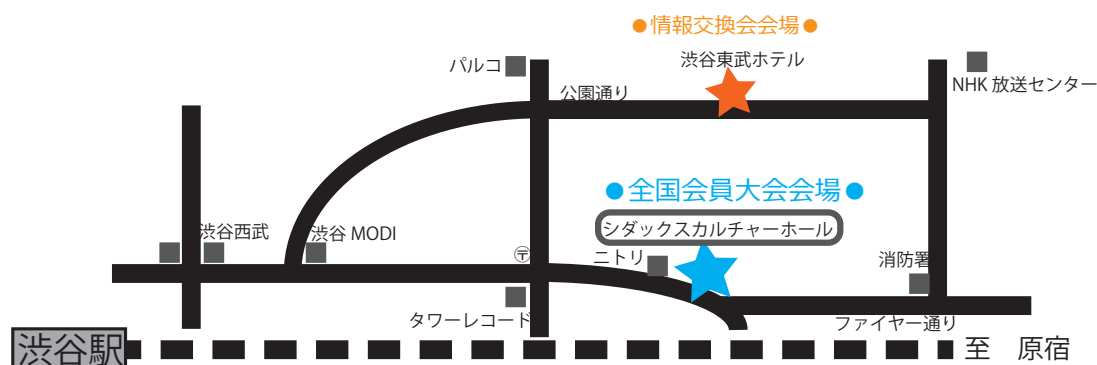 ●情報交換会会場●
渋谷東武ホテル
パルコ
公園通り
NHK 放送センター
●全国会員大会会場●
シダックスカルチャーホール
渋谷西武
渋谷 MODI
〒
ニトリ
消防署
タワーレコード
ファイヤー通り
渋谷駅
至 原宿